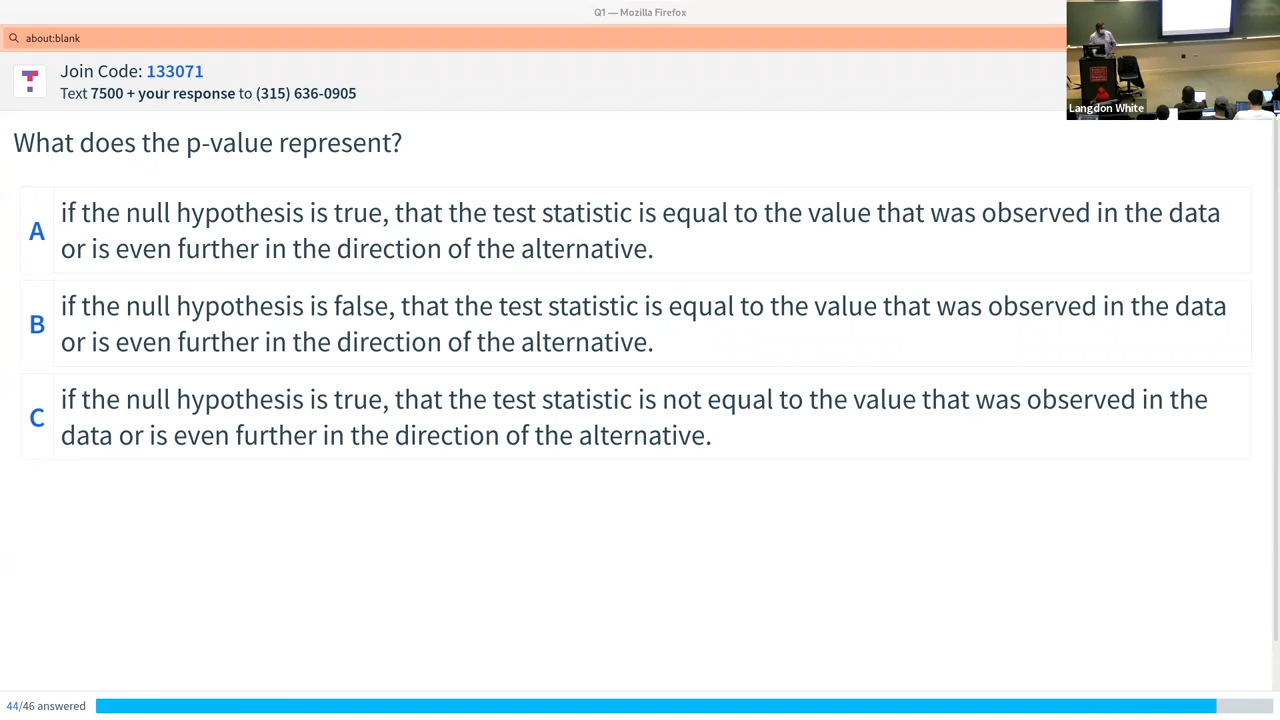 Q1 — Mozilla Firefox
about:blank
Join Code: 133071
Text 7500 + your response to (315) 636-0905
Langdon White
What does the p-value represent?
A
if the null hypothesis is true, that the test statistic is equal to the value that was observed in the data
or is even further in the direction of the alternative.
B
if the null hypothesis is false, that the test statistic is equal to the value that was observed in the data
or is even further in the direction of the alternative.
C
if the null hypothesis is true, that the test statistic is not equal to the value that was observed in the
data or is even further in the direction of the alternative.
44/46 answered